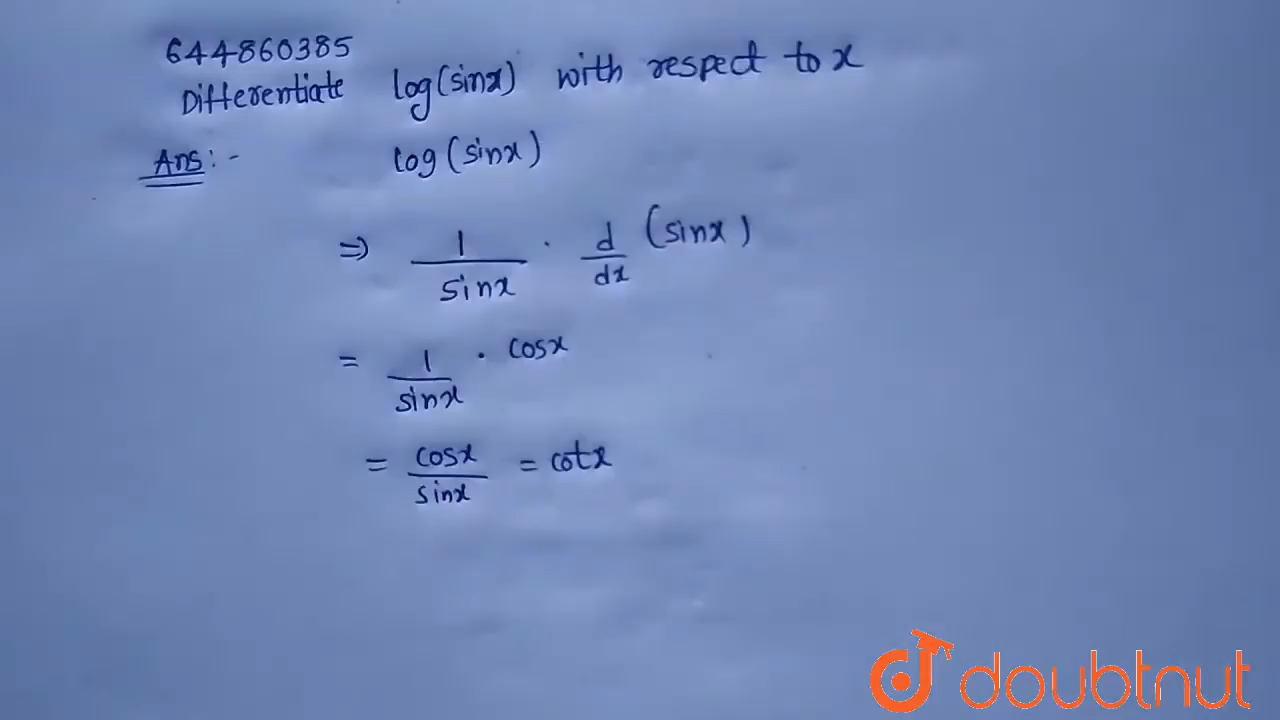 644860385
Differentiate log(sinx) with respect to x
Ans:- log(sinx)
⇒ 1/sinx · d/dx (sinx)
= 1/sinx · cosx
= cosx/sinx = cotx
doubtnut